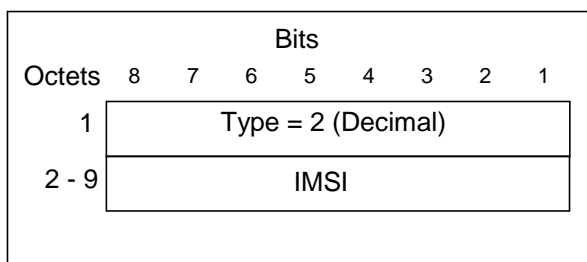 Bits
Octets 8 7 6 5 4 3 2 1
1 Type = 2 (Decimal)
2 - 9 IMSI